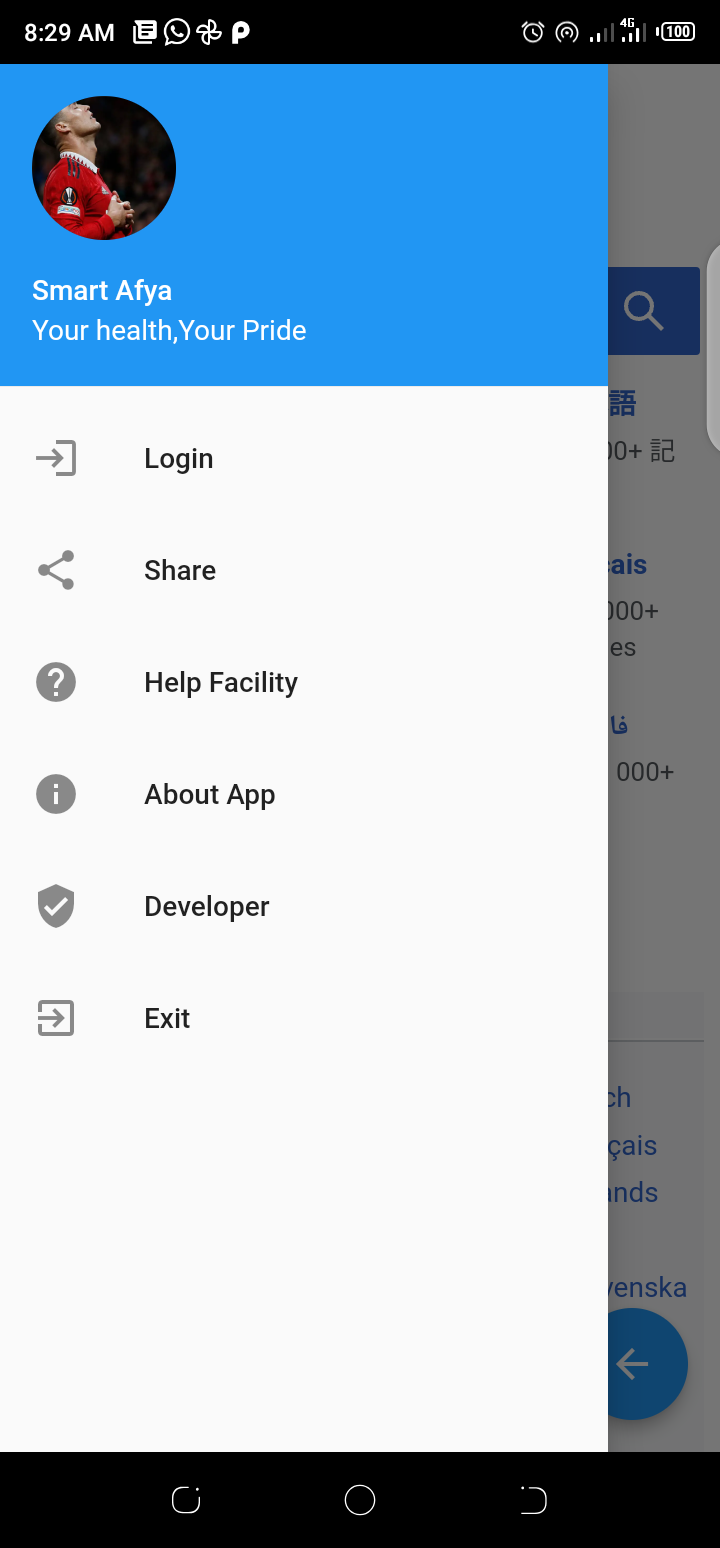 8:29 AM
4G
100
Smart Afya
Your health,Your Pride
Login
Share
Help Facility
About App
Developer
Exit
語
00+ 記
ais
000+
es
فا
000+
ch
çais
ands
venska